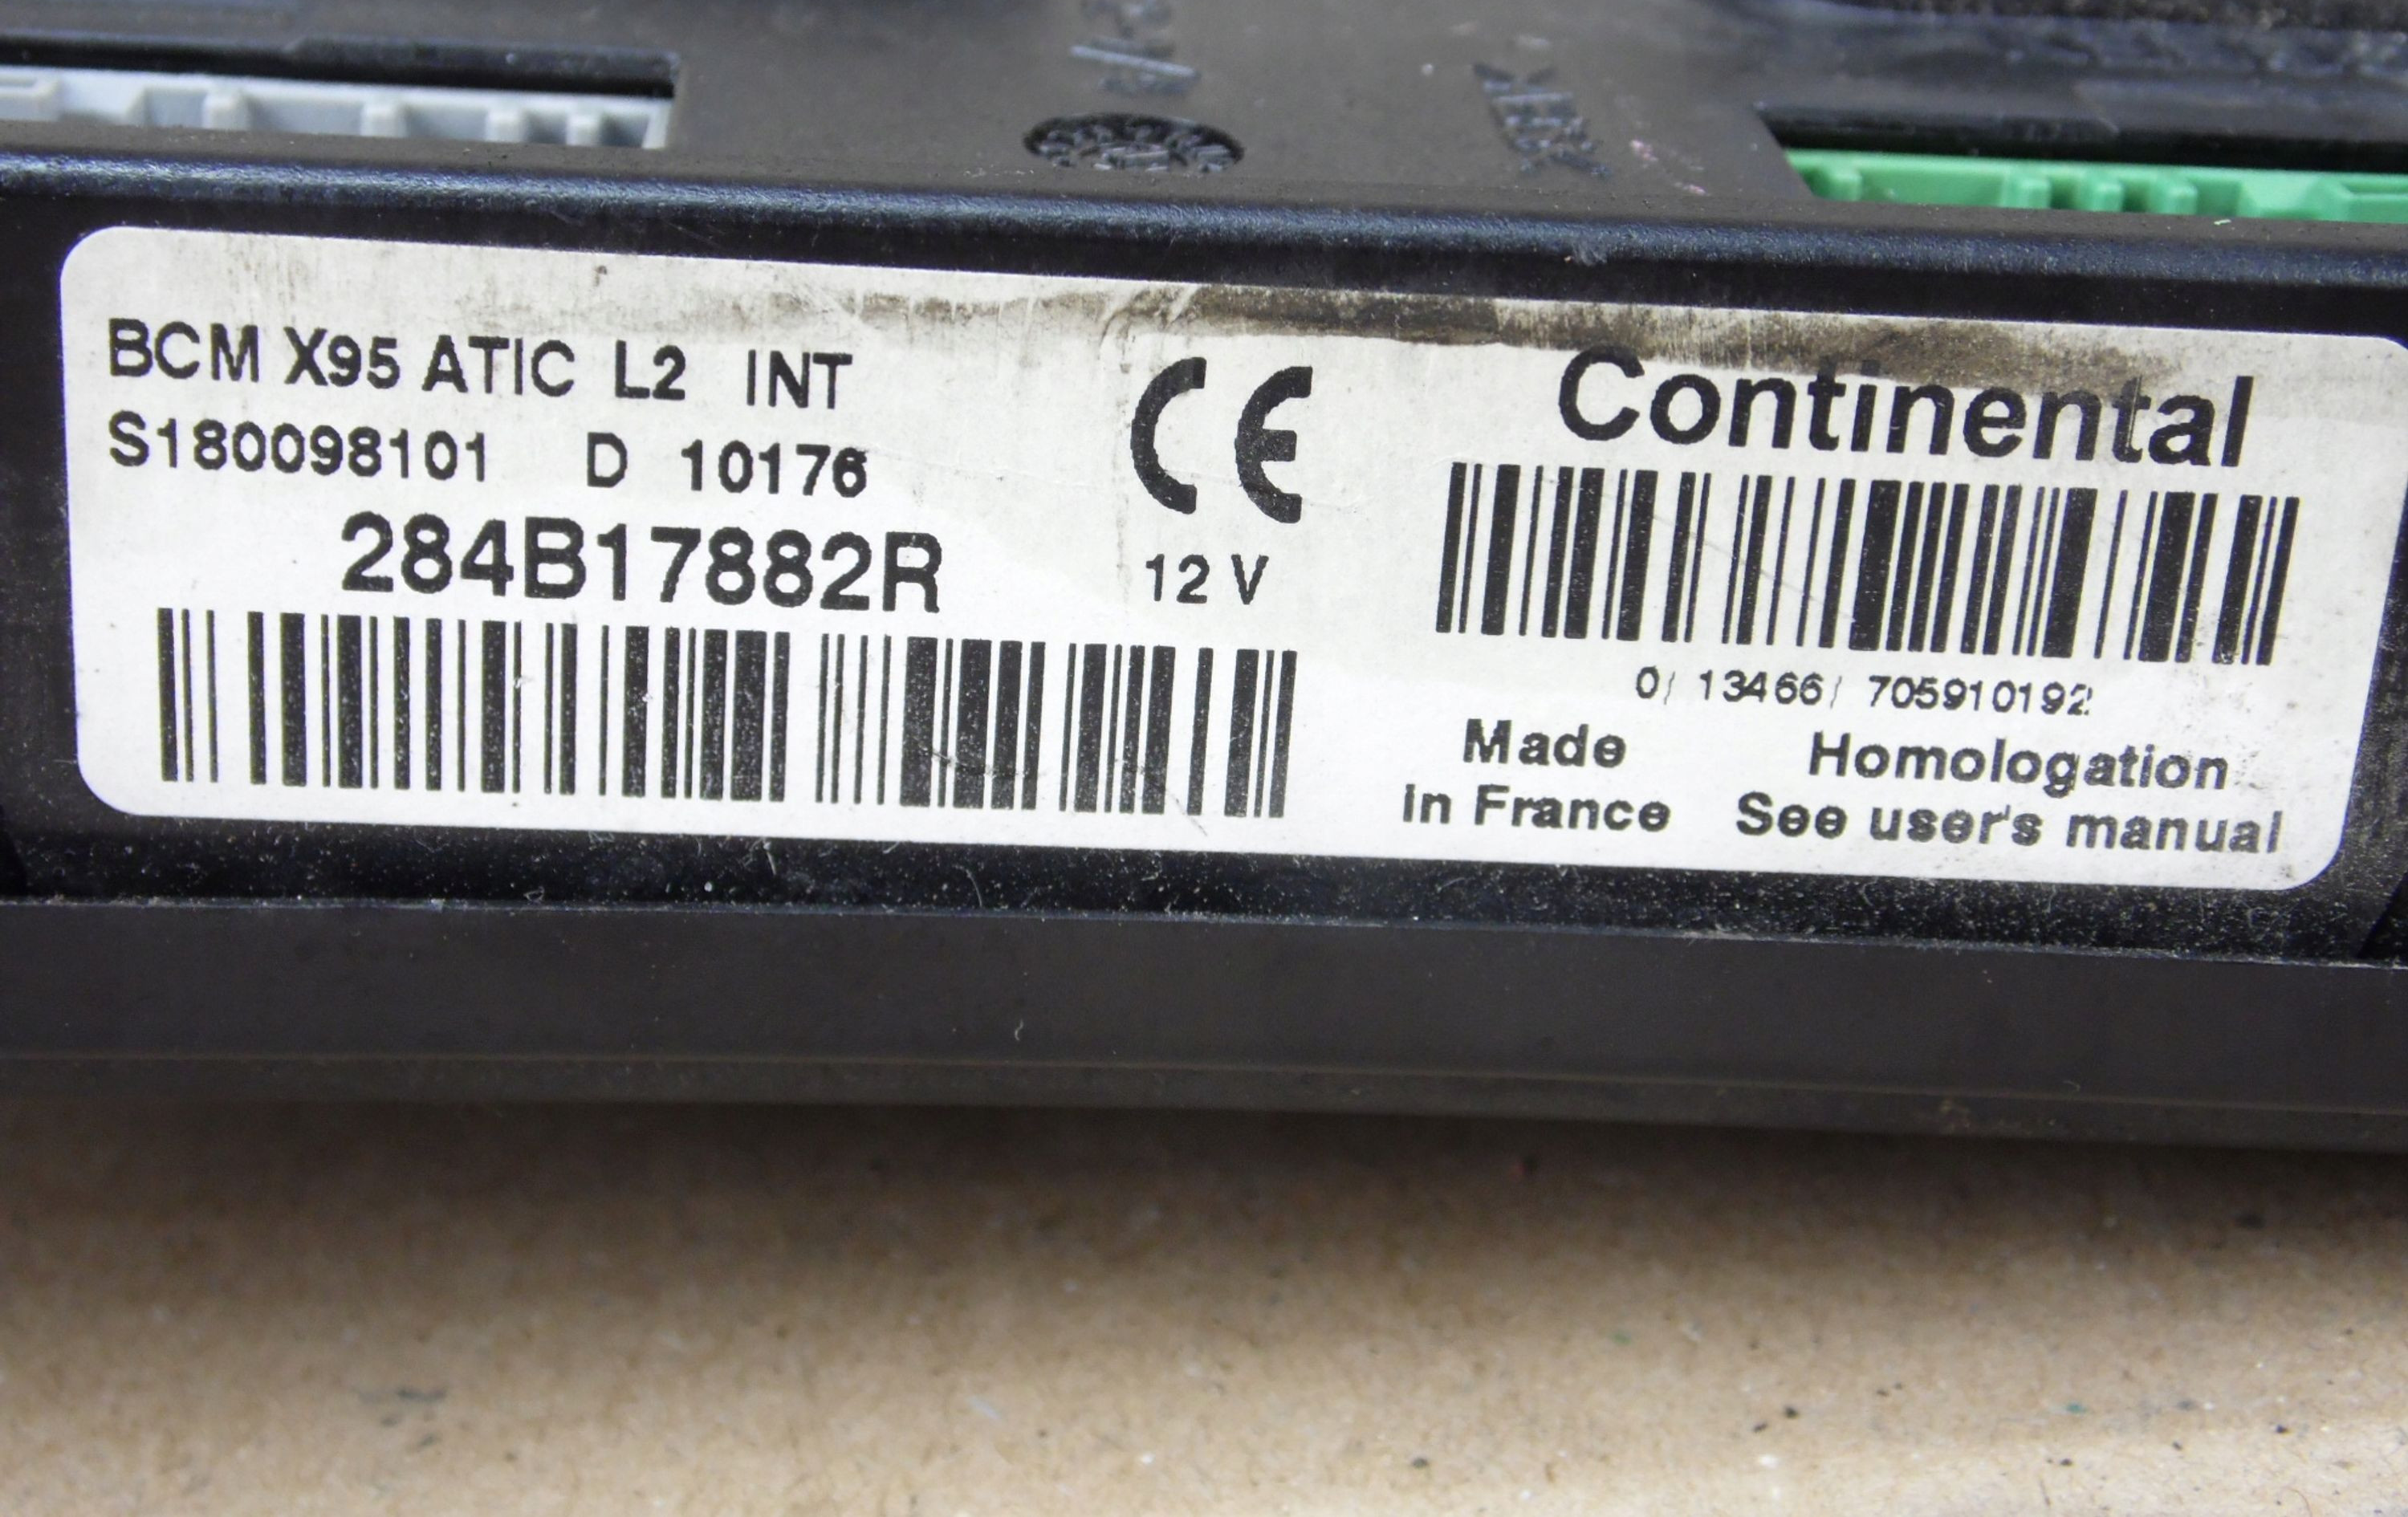 BCM X95 ATIC L2 INT
S180098101 D 10176
284B17882R
CE
12 V
Continental
0/ 13466/ 705910192
Made
in France
Homologation
See user's manual